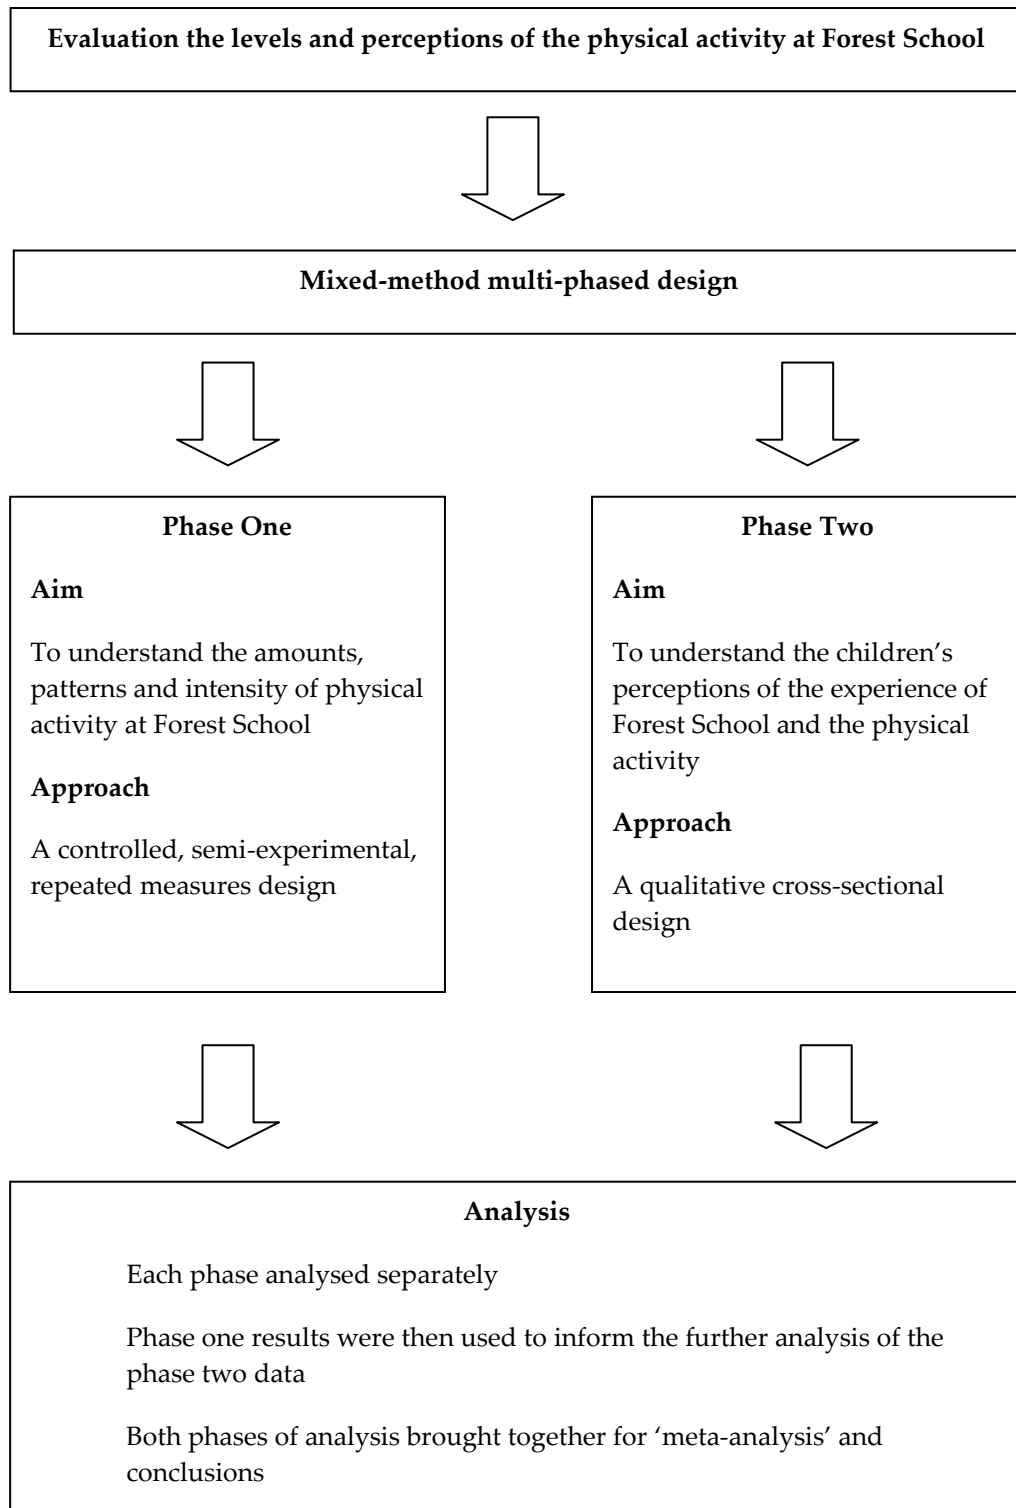 Evaluation the levels and perceptions of the physical activity at Forest School
Mixed-method multi-phased design
Phase One
Aim
To understand the amounts,
patterns and intensity of physical
activity at Forest School
Approach
A controlled, semi-experimental,
repeated measures design
Phase Two
Aim
To understand the children’s
perceptions of the experience of
Forest School and the physical
activity
Approach
A qualitative cross-sectional
design
Analysis
Each phase analysed separately
Phase one results were then used to inform the further analysis of the
phase two data
Both phases of analysis brought together for ‘meta-analysis’ and
conclusions